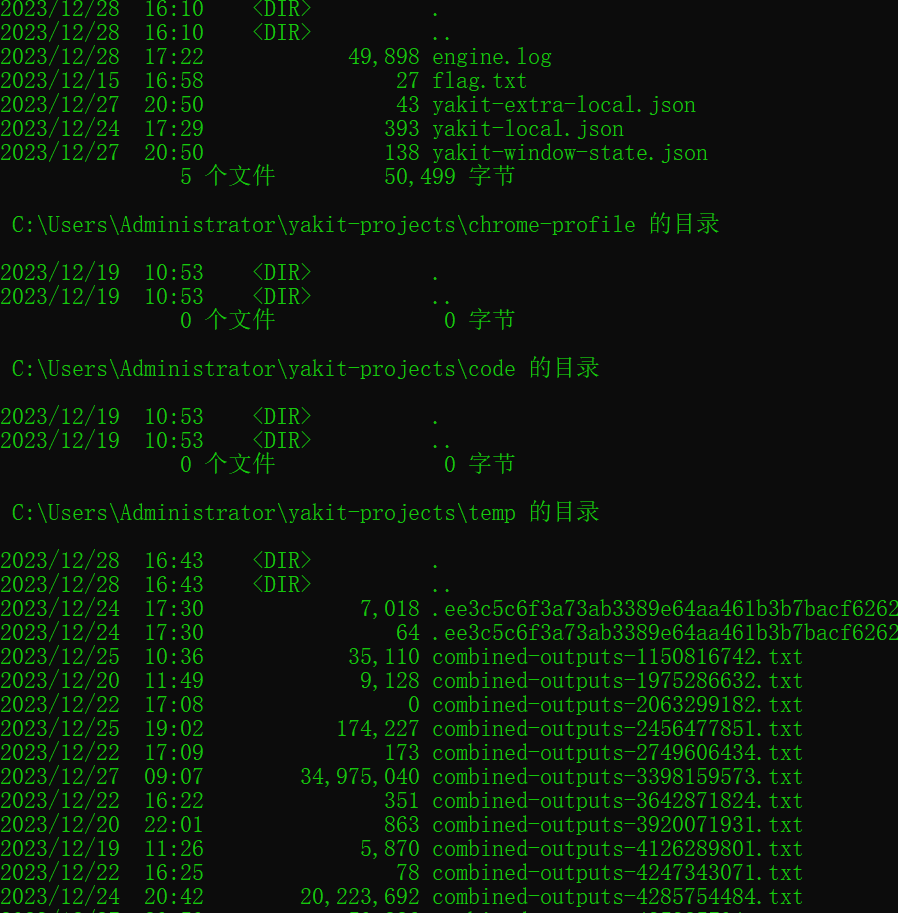 2023/12/28  16:10    <DIR>          .
2023/12/28  16:10    <DIR>          ..
2023/12/28  17:22            49,898 engine.log
2023/12/15  16:58                27 flag.txt
2023/12/27  20:50                43 yakit-extra-local.json
2023/12/24  17:29               393 yakit-local.json
2023/12/27  20:50               138 yakit-window-state.json
               5 个文件         50,499 字节
C:\Users\Administrator\yakit-projects\chrome-profile 的目录
2023/12/19  10:53    <DIR>          .
2023/12/19  10:53    <DIR>          ..
               0 个文件              0 字节
C:\Users\Administrator\yakit-projects\code 的目录
2023/12/19  10:53    <DIR>          .
2023/12/19  10:53    <DIR>          ..
               0 个文件              0 字节
C:\Users\Administrator\yakit-projects\temp 的目录
2023/12/28  16:43    <DIR>          .
2023/12/28  16:43    <DIR>          ..
2023/12/24  17:30             7,018 .ee3c5c6f3a73ab3389e64aa461b3b7bacf6262
2023/12/24  17:30                64 .ee3c5c6f3a73ab3389e64aa461b3b7bacf6262
2023/12/25  10:36            35,110 combined-outputs-1150816742.txt
2023/12/20  11:49             9,128 combined-outputs-1975286632.txt
2023/12/22  17:08                 0 combined-outputs-2063299182.txt
2023/12/25  19:02           174,227 combined-outputs-2456477851.txt
2023/12/22  17:09               173 combined-outputs-2749606434.txt
2023/12/27  09:07        34,975,040 combined-outputs-3398159573.txt
2023/12/22  16:22               351 combined-outputs-3642871824.txt
2023/12/20  22:01               863 combined-outputs-3920071931.txt
2023/12/19  11:26             5,870 combined-outputs-4126289801.txt
2023/12/22  16:25                78 combined-outputs-4247343071.txt
2023/12/24  20:42        20,223,692 combined-outputs-4285754484.txt